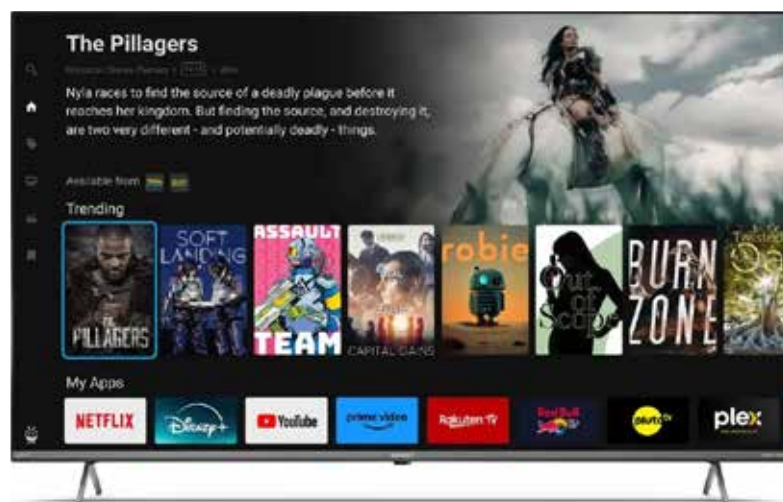 The Pillagers
Nyla races to find the source of a deadly plague before it
reaches her kingdom. But finding the source, and destroying it,
are two very different - and potentially deadly - things.
Available from
Trending
THE
PILLAGERS
SOFT
LANDING
ASSAULT
TEAM
CAPITAL GAINS
robie
Out
of
Scope
BURN
ZONE
My Apps
NETFLIX
Disney+
YouTube
prime video
Rakuten TV
Red Bull
TV
pluto tv
plex